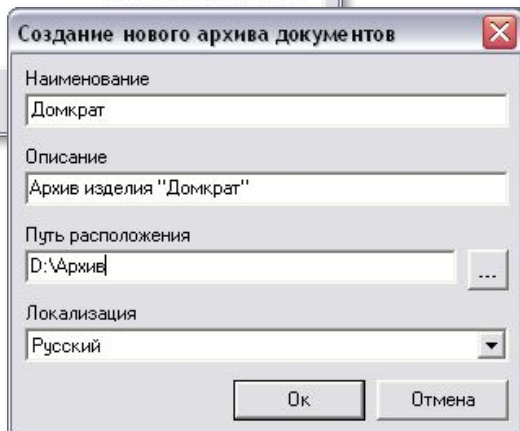 Создание нового архива документов
Наименование
Домкрат
Описание
Архив изделия "Домкрат"
Путь расположения
D:\Архив
...
Локализация
Русский
Ок
Отмена